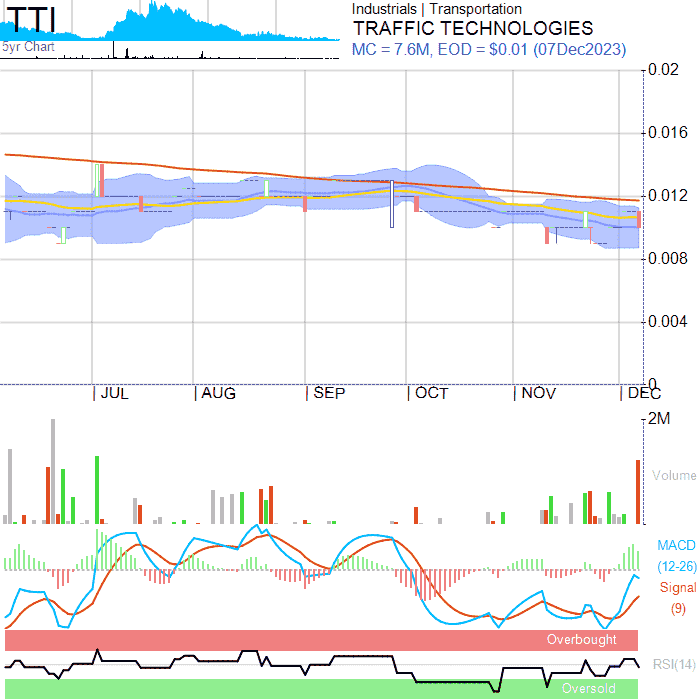 TTI
5yr Chart
Industrials | Transportation
TRAFFIC TECHNOLOGIES
MC = 7.6M, EOD = $0.01 (07Dec2023)
0.02
0.016
0.012
0.008
0.004
0
JUL
AUG
SEP
OCT
NOV
DEC
2M
Volume
MACD
(12-26)
Signal
(9)
Overbought
RSI(14)
Oversold